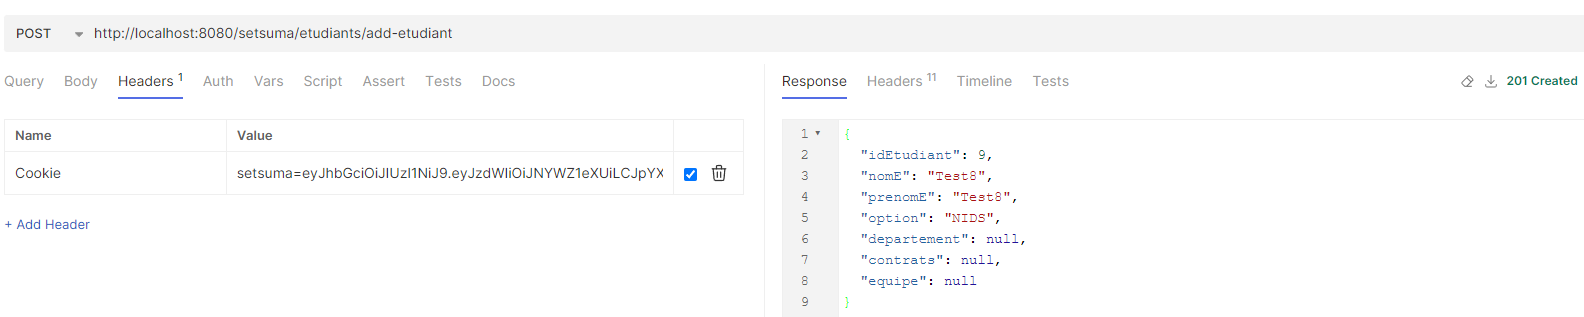 POST http://localhost:8080/setsuma/etudiants/add-etudiant
Query Body Headers 1 Auth Vars Script Assert Tests Docs
Name Value
Cookie setsuma=eyJhbGciOiJIUzI1NiJ9.eyJzdWIiOiJNYWZ1eXUiLCJpYX
+ Add Header
Response Headers 11 Timeline Tests 201 Created
1 {
2 "idEtudiant": 9,
3 "nomE": "Test8",
4 "prenomE": "Test8",
5 "option": "NIDS",
6 "departement": null,
7 "contrats": null,
8 "equipe": null
9 }